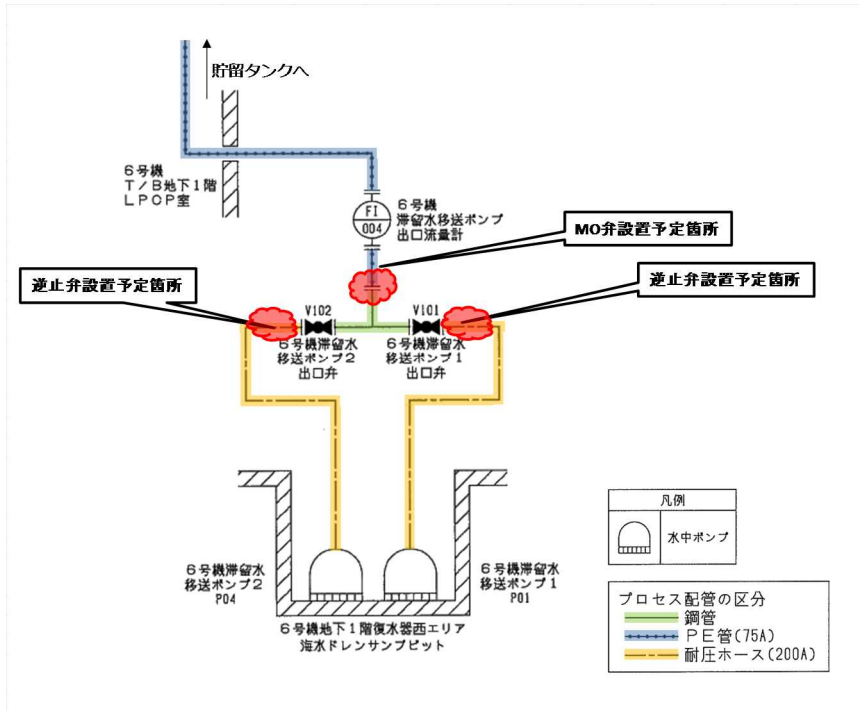 貯留タンクへ
6号機
T/B地下1階
LPCP室
FI
004
6号機
滞留水移送ポンプ
出口流量計
MO弁設置予定箇所
逆止弁設置予定箇所
逆止弁設置予定箇所
V102
V101
6号機滞留水
移送ポンプ2
出口弁
6号機滞留水
移送ポンプ1
出口弁
6号機滞留水
移送ポンプ2
P04
6号機滞留水
移送ポンプ1
P01
6号機地下1階復水器西エリア
海水ドレンサンプピット
凡例
水中ポンプ
プロセス配管の区分
鋼管
PE管(75A)
耐圧ホース(200A)